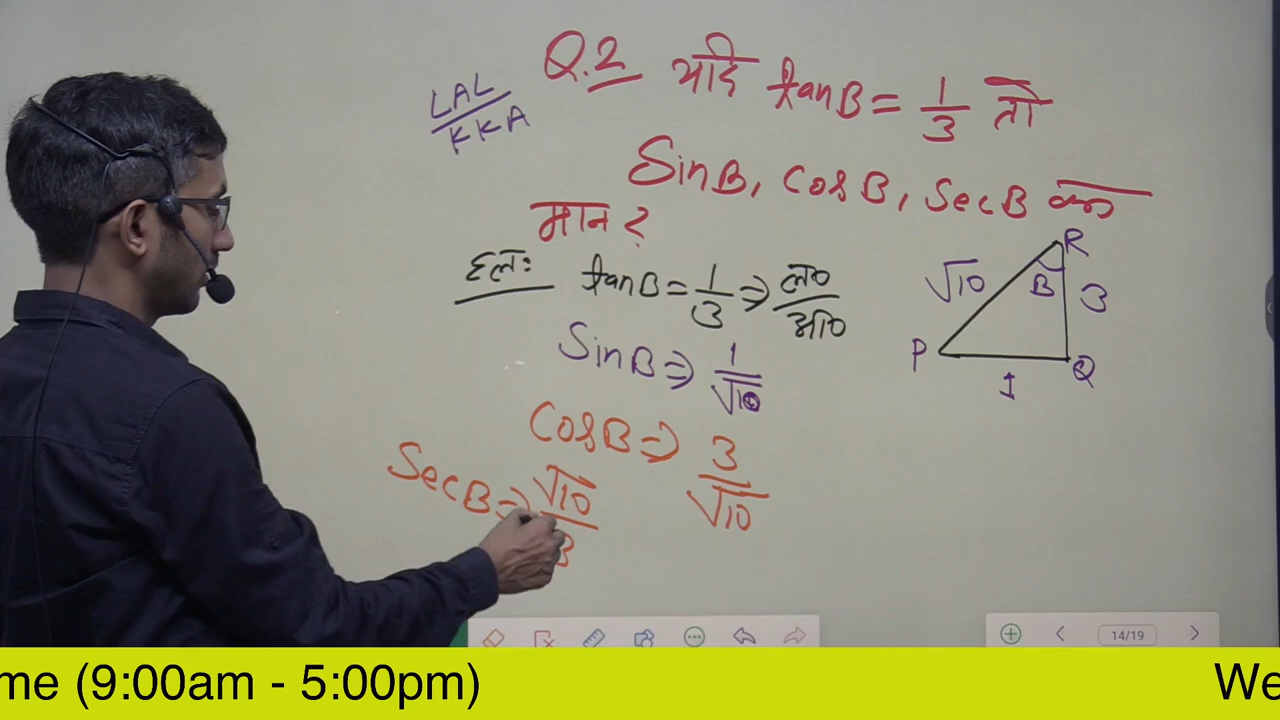 Q.2 यदि tanB = 1/3 तो
LAL/KKA
SinB, CosB, SecB का
मान ?
हलः tanB = 1/3 ⇒ ल०/आ०
SinB ⇒ 1/√10
CosB ⇒ 3/√10
SecB ⇒ √10/3
R
√10
B
3
P
Q
1
14/19
me (9:00am - 5:00pm)
We